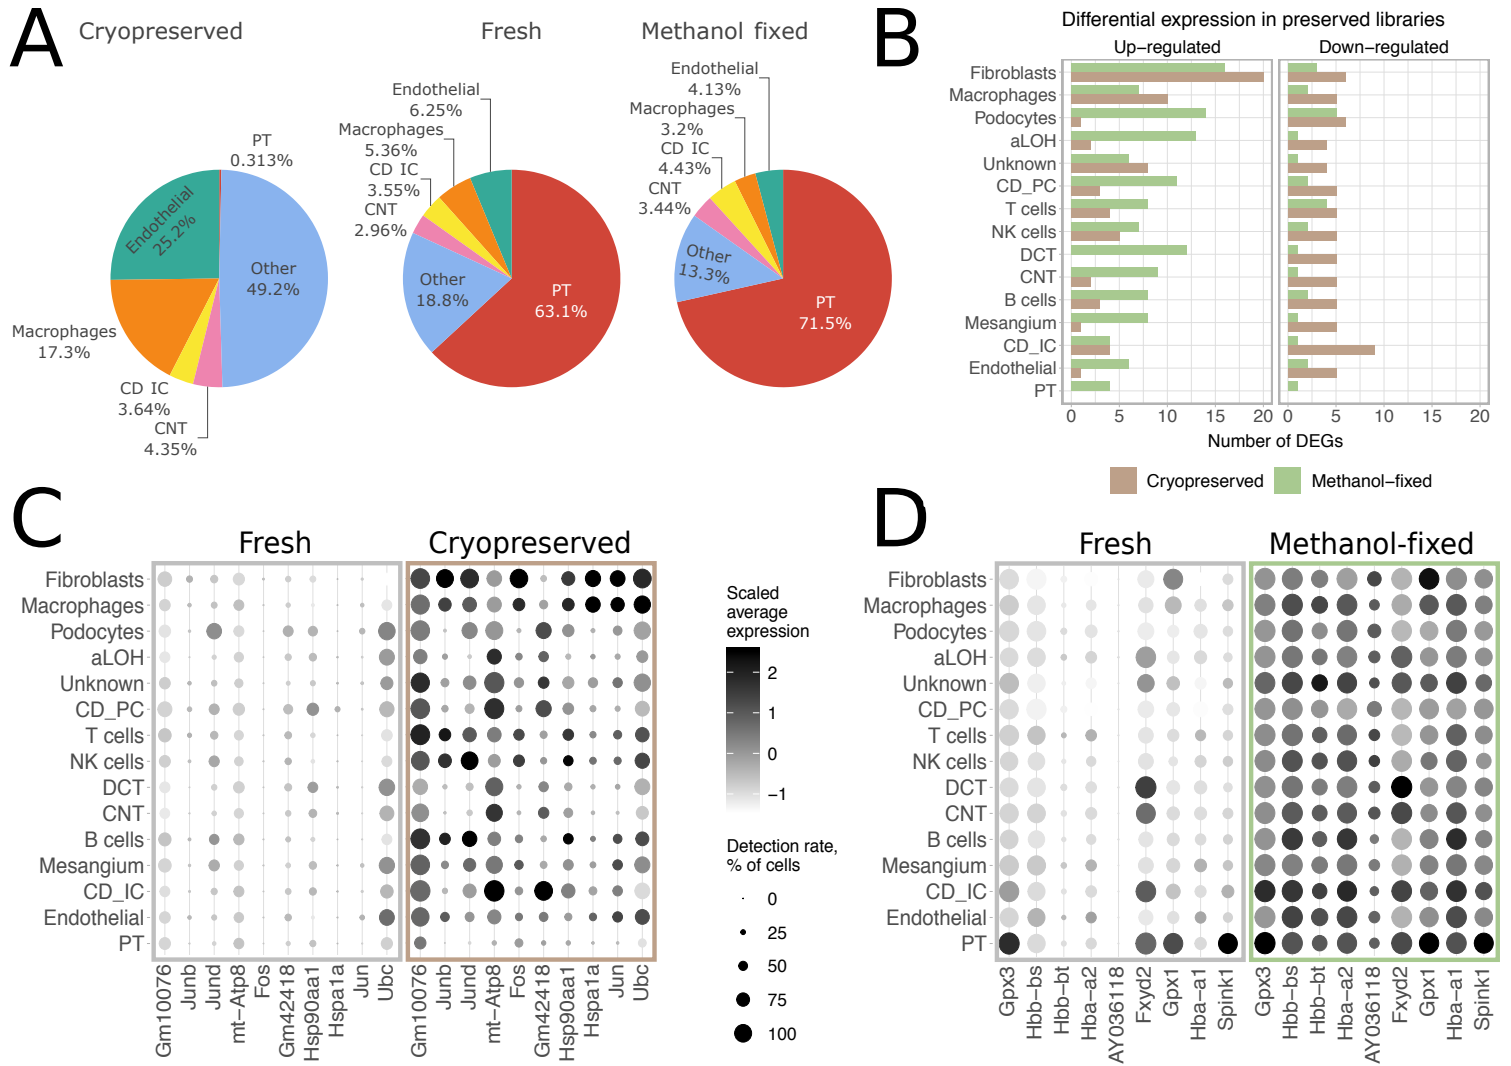 A
Cryopreserved
Fresh
Methanol fixed
PT
0.313%
Endothelial
25.2%
Other
49.2%
Macrophages
17.3%
CD IC
3.64%
CNT
4.35%
Endothelial
6.25%
Macrophages
5.36%
CD IC
3.55%
CNT
2.96%
Other
18.8%
PT
63.1%
Endothelial
4.13%
Macrophages
3.2%
CD IC
4.43%
CNT
3.44%
Other
13.3%
PT
71.5%
B
Differential expression in preserved libraries
Up−regulated
Down−regulated
Fibroblasts
Macrophages
Podocytes
aLOH
Unknown
CD_PC
T cells
NK cells
DCT
CNT
B cells
Mesangium
CD_IC
Endothelial
PT
0 5 10 15 20
0 5 10 15 20
Number of DEGs
Cryopreserved
Methanol−fixed
C
Fresh
Cryopreserved
Fibroblasts
Macrophages
Podocytes
aLOH
Unknown
CD_PC
T cells
NK cells
DCT
CNT
B cells
Mesangium
CD_IC
Endothelial
PT
Gm10076
Junb
Jund
mt−Atp8
Fos
Gm42418
Hsp90aa1
Hspa1a
Jun
Ubc
Gm10076
Junb
Jund
mt−Atp8
Fos
Gm42418
Hsp90aa1
Hspa1a
Jun
Ubc
Scaled
average
expression
2
1
0
−1
Detection rate,
% of cells
0
25
50
75
100
D
Fresh
Methanol-fixed
Fibroblasts
Macrophages
Podocytes
aLOH
Unknown
CD_PC
T cells
NK cells
DCT
CNT
B cells
Mesangium
CD_IC
Endothelial
PT
Gpx3
Hbb−bs
Hbb−bt
Hba−a2
AY036118
Fxyd2
Gpx1
Hba−a1
Spink1
Gpx3
Hbb−bs
Hbb−bt
Hba−a2
AY036118
Fxyd2
Gpx1
Hba−a1
Spink1